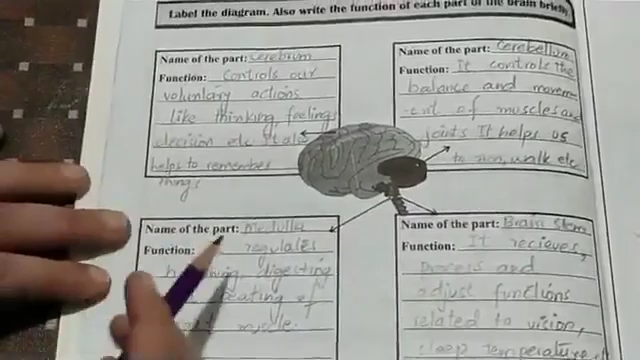 Label the diagram. Also write the function of each part of the brain briefly
Name of the part: Cerebrum
Function: Controls our
voluntary actions
like thinking feelings
decision etc It also
helps to remember
things
Name of the part: Cerebellum
Function: It controls the
balance and movem
-ent of muscles and
joints It helps us
to run, walk etc
Name of the part: Medulla
Function: regulates
digesting
beating of
muscle.
Name of the part: Brain Stem
Function: It recieves,
process and
adjust functions
related to vision,
sleep temperature